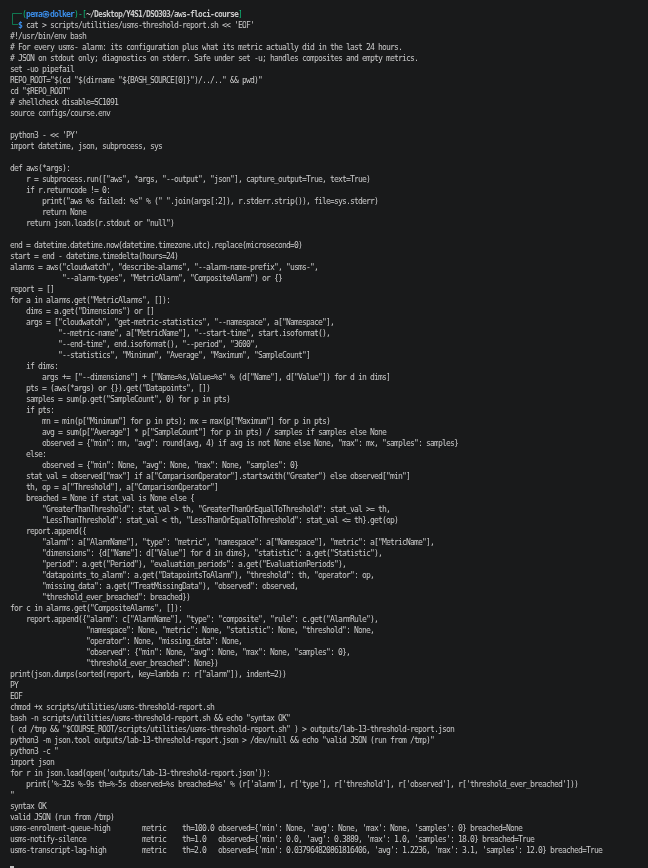 ┌──(pema㉿dolker)-[~/Desktop/Y4S1/DSO303/aws-floci-course]
└─$ cat > scripts/utilities/usms-threshold-report.sh << 'EOF'
#!/usr/bin/env bash
# For every usms- alarm: its configuration plus what its metric actually did in the last 24 hours.
# JSON on stdout only; diagnostics on stderr. Safe under set -u; handles composites and empty metrics.
set -uo pipefail
REPO_ROOT="$(cd "$(dirname "${BASH_SOURCE[0]}")/../.." && pwd)"
cd "$REPO_ROOT"
# shellcheck disable=SC1091
source configs/course.env

python3 - << 'PY'
import datetime, json, subprocess, sys

def aws(*args):
    r = subprocess.run(["aws", *args, "--output", "json"], capture_output=True, text=True)
    if r.returncode != 0:
        print("aws %s failed: %s" % (" ".join(args[:2]), r.stderr.strip()), file=sys.stderr)
        return None
    return json.loads(r.stdout or "null")

end = datetime.datetime.now(datetime.timezone.utc).replace(microsecond=0)
start = end - datetime.timedelta(hours=24)
alarms = aws("cloudwatch", "describe-alarms", "--alarm-name-prefix", "usms-",
             "--alarm-types", "MetricAlarm", "CompositeAlarm") or {}
report = []
for a in alarms.get("MetricAlarms", []):
    dims = a.get("Dimensions") or []
    args = ["cloudwatch", "get-metric-statistics", "--namespace", a["Namespace"],
            "--metric-name", a["MetricName"], "--start-time", start.isoformat(),
            "--end-time", end.isoformat(), "--period", "3600",
            "--statistics", "Minimum", "Average", "Maximum", "SampleCount"]
    if dims:
        args += ["--dimensions"] + ["Name=%s,Value=%s" % (d["Name"], d["Value"]) for d in dims]
    pts = (aws(*args) or {}).get("Datapoints", [])
    samples = sum(p.get("SampleCount", 0) for p in pts)
    if pts:
        mn = min(p["Minimum"] for p in pts); mx = max(p["Maximum"] for p in pts)
        avg = sum(p["Average"] * p["SampleCount"] for p in pts) / samples if samples else None
        observed = {"min": mn, "avg": round(avg, 4) if avg is not None else None, "max": mx, "samples": samples}
    else:
        observed = {"min": None, "avg": None, "max": None, "samples": 0}
    stat_val = observed["max"] if a["ComparisonOperator"].startswith("Greater") else observed["min"]
    th, op = a["Threshold"], a["ComparisonOperator"]
    breached = None if stat_val is None else {
        "GreaterThanThreshold": stat_val > th, "GreaterThanOrEqualToThreshold": stat_val >= th,
        "LessThanThreshold": stat_val < th, "LessThanOrEqualToThreshold": stat_val <= th}.get(op)
    report.append({
        "alarm": a["AlarmName"], "type": "metric", "namespace": a["Namespace"], "metric": a["MetricName"],
        "dimensions": {d["Name"]: d["Value"] for d in dims}, "statistic": a.get("Statistic"),
        "period": a.get("Period"), "evaluation_periods": a.get("EvaluationPeriods"),
        "datapoints_to_alarm": a.get("DatapointsToAlarm"), "threshold": th, "operator": op,
        "missing_data": a.get("TreatMissingData"), "observed": observed,
        "threshold_ever_breached": breached})
for c in alarms.get("CompositeAlarms", []):
    report.append({"alarm": c["AlarmName"], "type": "composite", "rule": c.get("AlarmRule"),
                   "namespace": None, "metric": None, "statistic": None, "threshold": None,
                   "operator": None, "missing_data": None,
                   "observed": {"min": None, "avg": None, "max": None, "samples": 0},
                   "threshold_ever_breached": None})
print(json.dumps(sorted(report, key=lambda r: r["alarm"]), indent=2))
PY
EOF
chmod +x scripts/utilities/usms-threshold-report.sh
bash -n scripts/utilities/usms-threshold-report.sh && echo "syntax OK"
( cd /tmp && "$COURSE_ROOT/scripts/utilities/usms-threshold-report.sh" ) > outputs/lab-13-threshold-report.json
python3 -m json.tool outputs/lab-13-threshold-report.json > /dev/null && echo "valid JSON (run from /tmp)"
python3 -c "
import json
for r in json.load(open('outputs/lab-13-threshold-report.json')):
    print('%-32s %-9s th=%-5s observed=%s breached=%s' % (r['alarm'], r['type'], r['threshold'], r['observed'], r['threshold_ever_breached']))
"
syntax OK
valid JSON (run from /tmp)
usms-enrolment-queue-high        metric    th=100.0 observed={'min': None, 'avg': None, 'max': None, 'samples': 0} breached=None
usms-notify-silence              metric    th=1.0   observed={'min': 0.0, 'avg': 0.3889, 'max': 1.0, 'samples': 18.0} breached=True
usms-transcript-lag-high         metric    th=2.0   observed={'min': 0.037964820861816406, 'avg': 1.2236, 'max': 3.1, 'samples': 12.0} breached=True